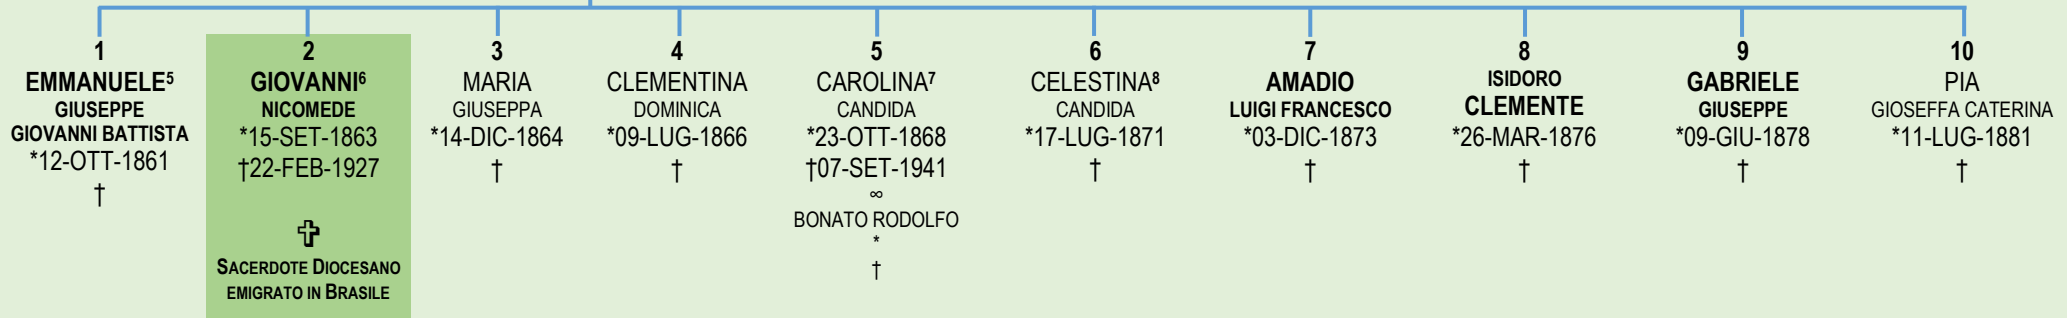 1
EMMANUELE⁵
GIUSEPPE
GIOVANNI BATTISTA
*12-OTT-1861
†
2
GIOVANNI⁶
NICOMEDE
*15-SET-1863
†22-FEB-1927
✞
SACERDOTE DIOCESANO
EMIGRATO IN BRASILE
3
MARIA
GIUSEPPA
*14-DIC-1864
†
4
CLEMENTINA
DOMINICA
*09-LUG-1866
†
5
CAROLINA⁷
CANDIDA
*23-OTT-1868
†07-SET-1941
∞
BONATO RODOLFO
*
†
6
CELESTINA⁸
CANDIDA
*17-LUG-1871
†
7
AMADIO
LUIGI FRANCESCO
*03-DIC-1873
†
8
ISIDORO
CLEMENTE
*26-MAR-1876
†
9
GABRIELE
GIUSEPPE
*09-GIU-1878
†
10
PIA
GIOSEFFA CATERINA
*11-LUG-1881
†